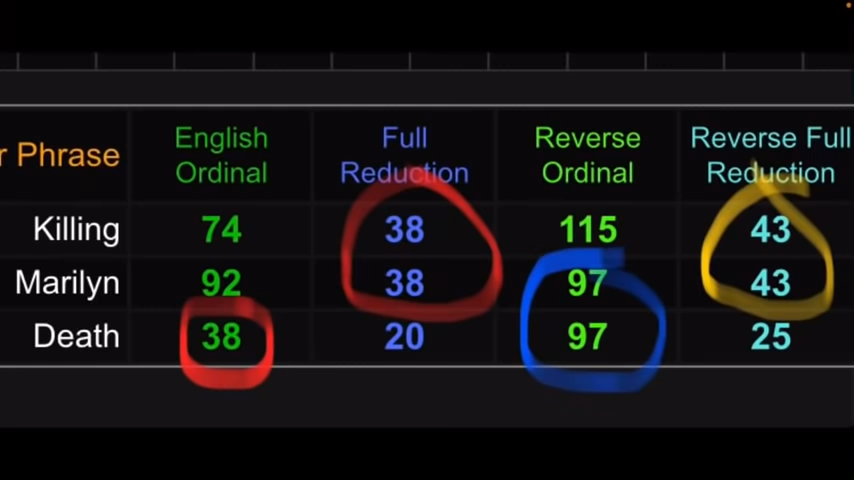 r Phrase English Ordinal Full Reduction Reverse Ordinal Reverse Full Reduction
Killing 74 38 115 43
Marilyn 92 38 97 43
Death 38 20 97 25